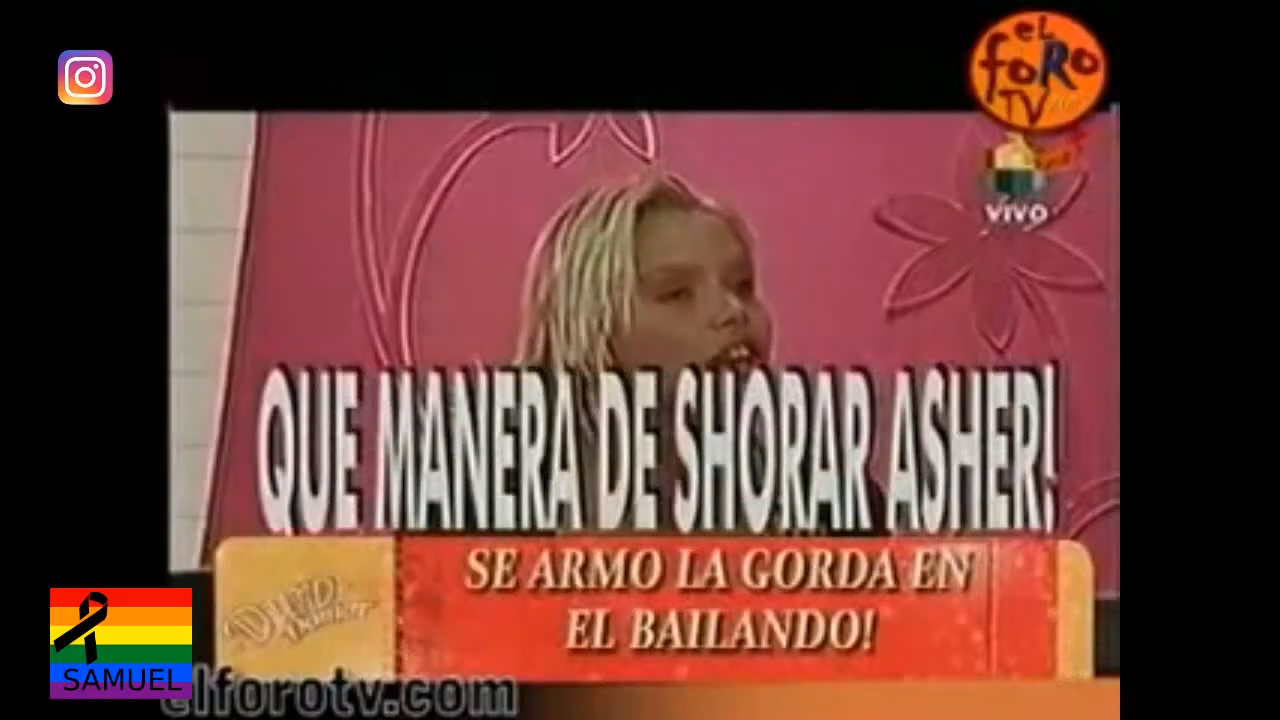 eL
foRo
TV
VIVO
QUE MANERA DE SHORAR ASHER!
SE ARMO LA GORDA EN
EL BAILANDO!
SAMUEL
elforotv.com